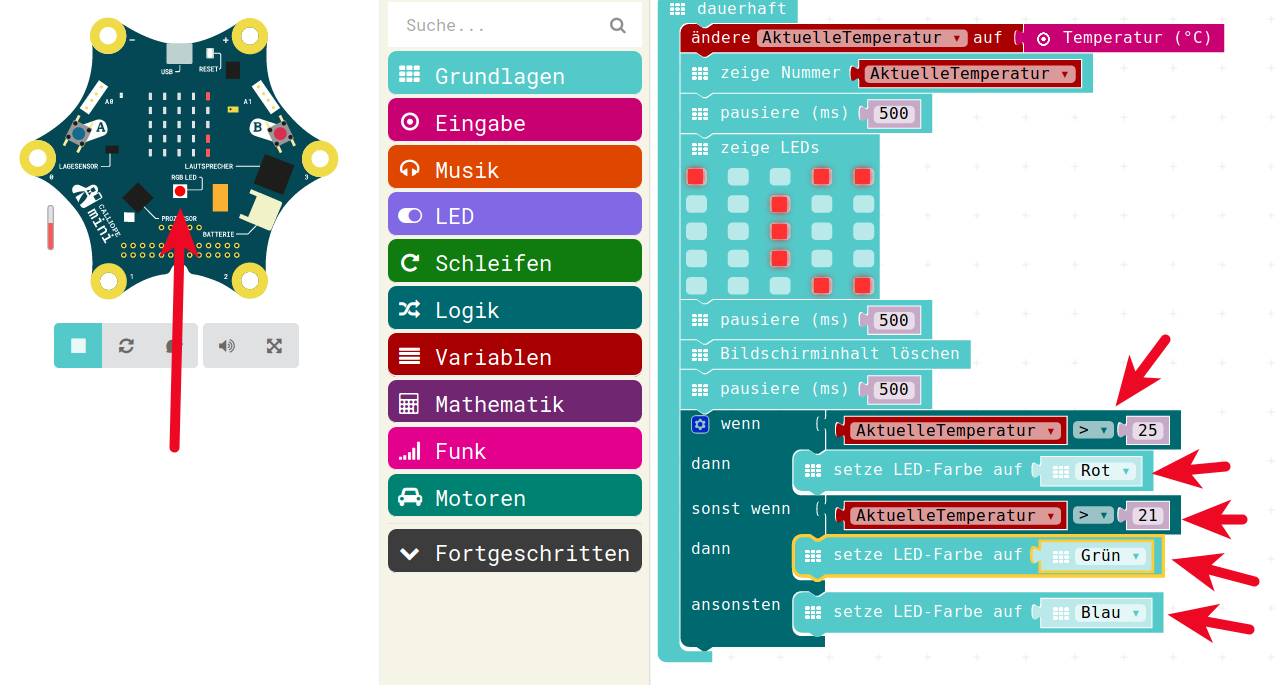 −
+
USB
RESET
A0
A1
A
B
LAGESENSOR
LAUTSPRECHER
RGB LED
0
3
CALLIOPE
mini
PROZESSOR
BATTERIE
1
2
Suche...
Grundlagen
Eingabe
Musik
LED
Schleifen
Logik
Variablen
Mathematik
Funk
Motoren
Fortgeschritten
dauerhaft
ändere AktuelleTemperatur auf Temperatur (°C)
zeige Nummer AktuelleTemperatur
pausiere (ms) 500
zeige LEDs
pausiere (ms) 500
Bildschirminhalt löschen
pausiere (ms) 500
wenn AktuelleTemperatur > 25
dann setze LED-Farbe auf Rot
sonst wenn AktuelleTemperatur > 21
dann setze LED-Farbe auf Grün
ansonsten setze LED-Farbe auf Blau